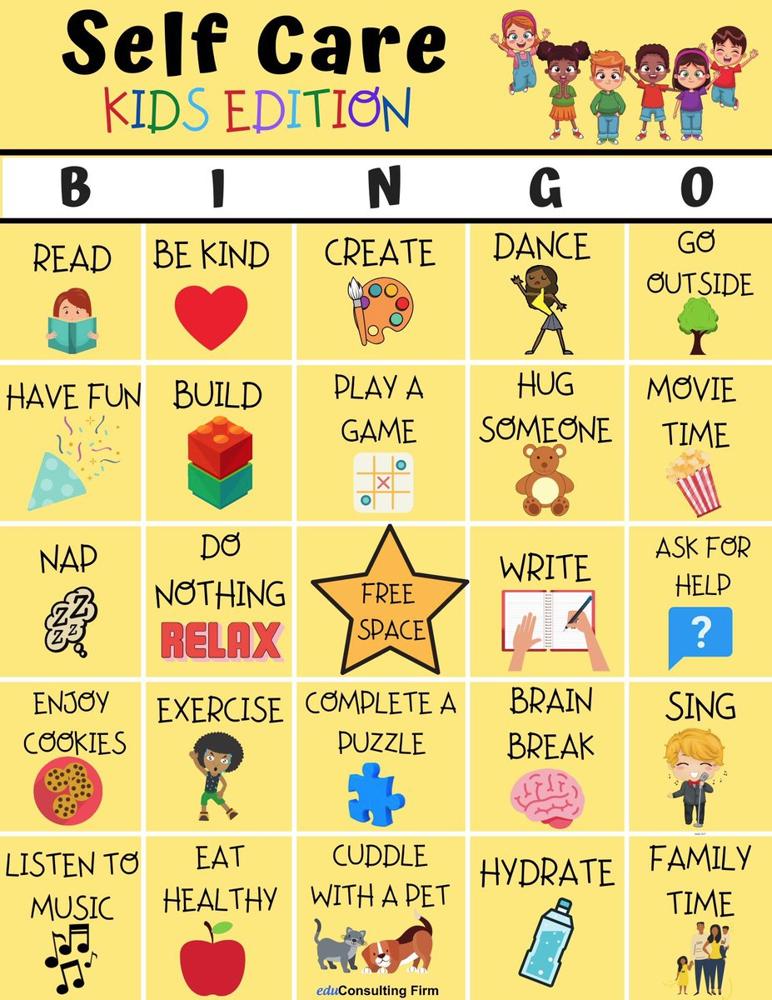 Self Care
KIDS EDITION
B I N G O
READ
BE KIND
CREATE
DANCE
GO
OUTSIDE
HAVE FUN
BUILD
PLAY A
GAME
HUG
SOMEONE
MOVIE
TIME
NAP
ZZZZ
DO
NOTHING
RELAX
FREE
SPACE
WRITE
ASK FOR
HELP
?
ENJOY
COOKIES
EXERCISE
COMPLETE A
PUZZLE
BRAIN
BREAK
SING
LISTEN TO
MUSIC
EAT
HEALTHY
CUDDLE
WITH A PET
HYDRATE
FAMILY
TIME
eduConsulting Firm